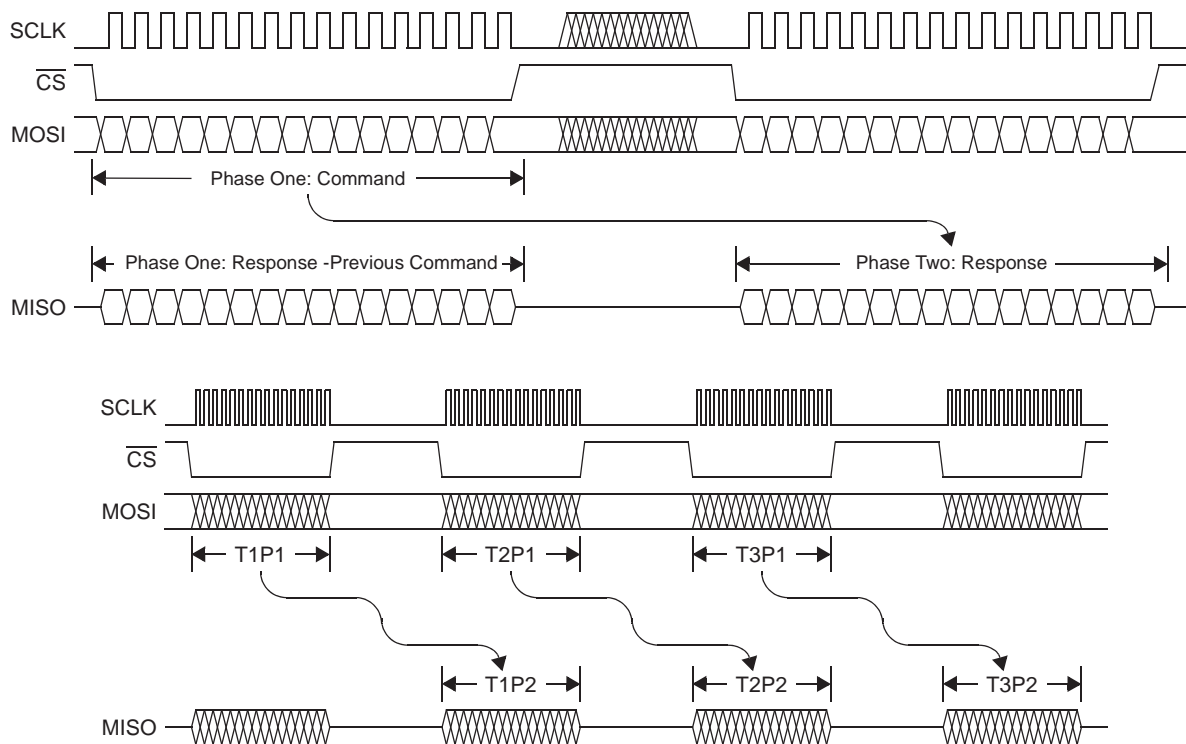 SCLK
CS
MOSI
Phase One: Command
Phase One: Response -Previous Command
Phase Two: Response
MISO
SCLK
CS
MOSI
T1P1
T2P1
T3P1
T1P2
T2P2
T3P2
MISO